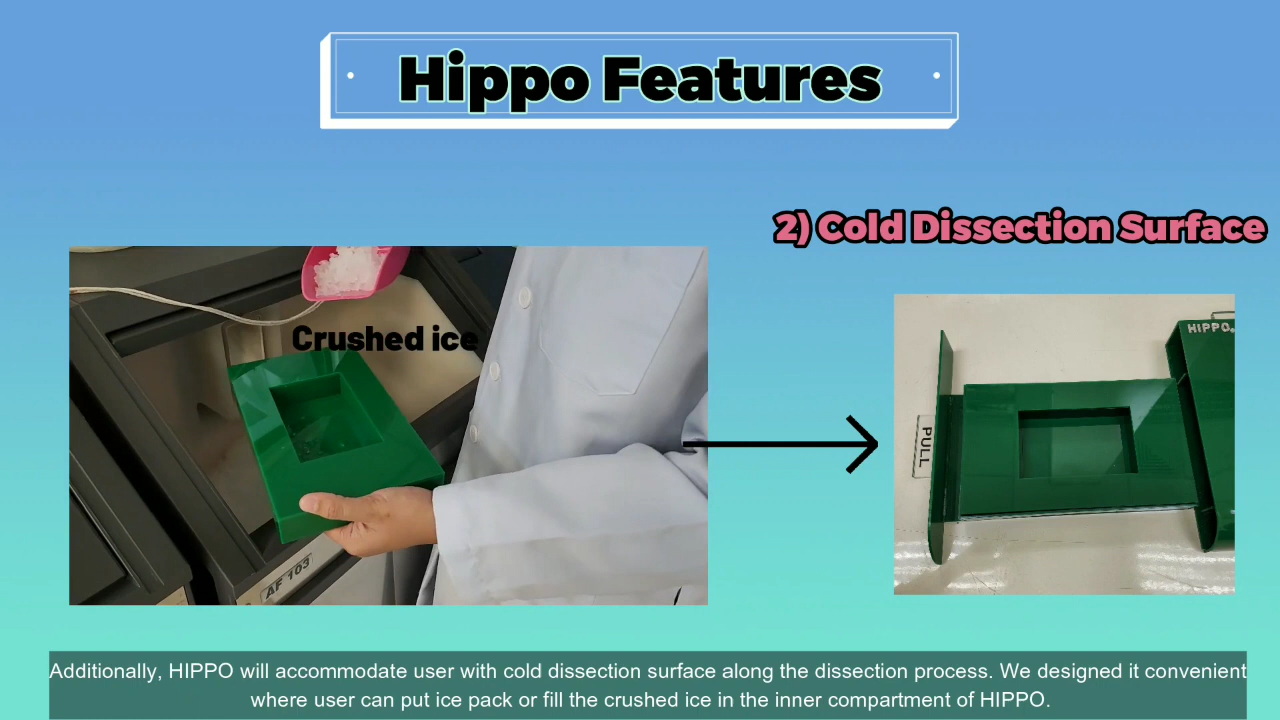 Hippo Features
2) Cold Dissection Surface
Crushed ice
HIPPO
PULL
AF 103
Additionally, HIPPO will accommodate user with cold dissection surface along the dissection process. We designed it convenient
where user can put ice pack or fill the crushed ice in the inner compartment of HIPPO.